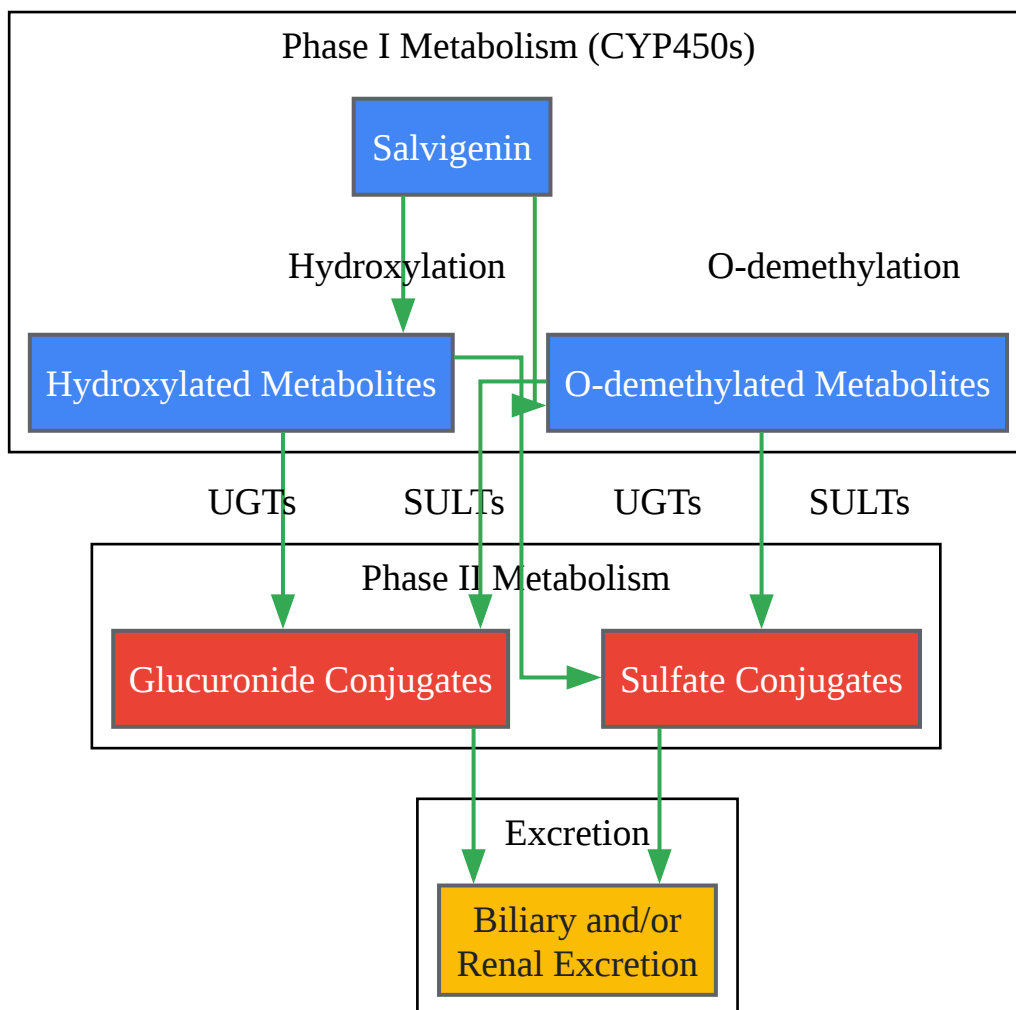 Phase I Metabolism (CYP450s)
Salvigenin
Hydroxylation
O-demethylation
Hydroxylated Metabolites
O-demethylated Metabolites
UGTs
SULTs
UGTs
SULTs
Phase II Metabolism
Glucuronide Conjugates
Sulfate Conjugates
Excretion
Biliary and/or
Renal Excretion